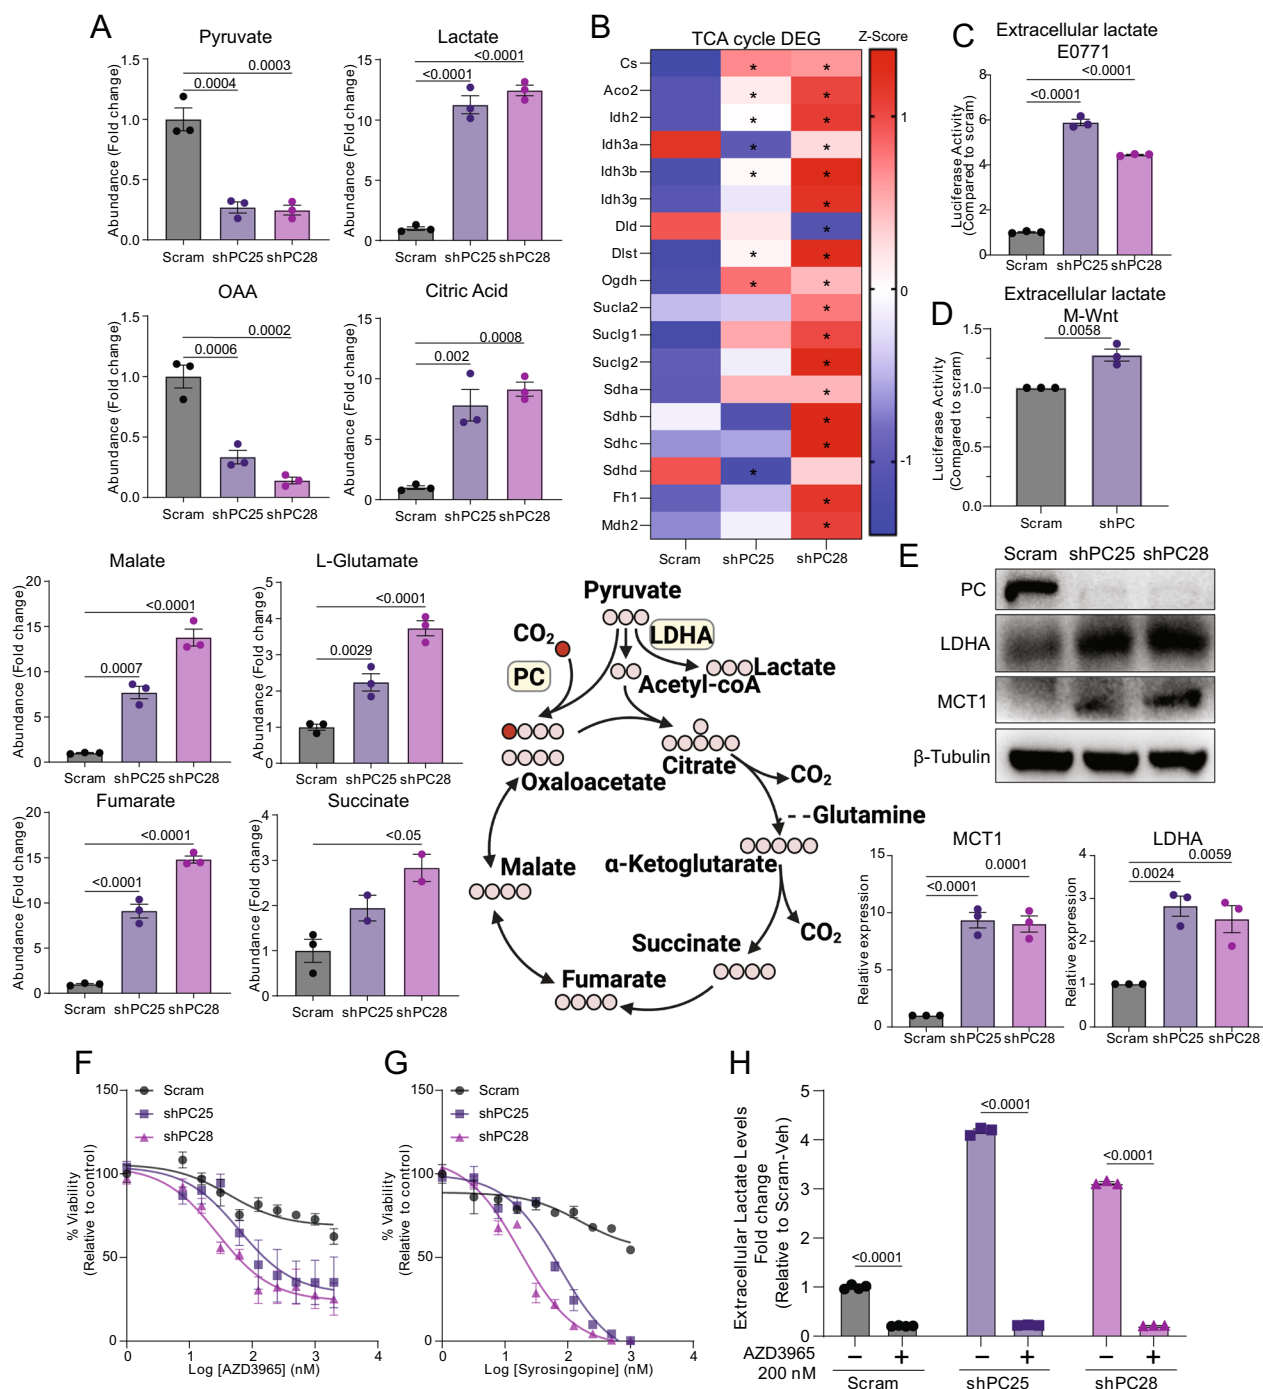 A
Pyruvate
Abundance (Fold change)
1.5
1.0
0.5
0.0
0.0003
0.0004
Scram shPC25 shPC28
Lactate
Abundance (Fold change)
15
10
5
0
<0.0001
<0.0001
Scram shPC25 shPC28
OAA
Abundance (Fold change)
1.5
1.0
0.5
0.0
0.0002
0.0006
Scram shPC25 shPC28
Citric Acid
Abundance (Fold change)
15
10
5
0
0.0008
0.002
Scram shPC25 shPC28
Malate
Abundance (Fold change)
20
15
10
5
0
<0.0001
0.0007
Scram shPC25 shPC28
L-Glutamate
Abundance (Fold change)
5
4
3
2
1
0
<0.0001
0.0029
Scram shPC25 shPC28
Fumarate
Abundance (Fold change)
20
15
10
5
0
<0.0001
<0.0001
Scram shPC25 shPC28
Succinate
Abundance (Fold change)
4
3
2
1
0
<0.05
Scram shPC25 shPC28
Pyruvate
CO2
LDHA
PC
Lactate
Acetyl-coA
Oxaloacetate
Citrate
CO2
Glutamine
α-Ketoglutarate
Malate
CO2
Succinate
Fumarate
B
TCA cycle DEG
Z-Score
Cs * *
Aco2 * *
Idh2 * *
Idh3a * *
Idh3b * *
Idh3g *
Dld *
Dlst * *
Ogdh * *
Sucla2 *
Suclg1 *
Suclg2 *
Sdha *
Sdhb *
Sdhc *
Sdhd *
Fh1 *
Mdh2 *
Scram shPC25 shPC28
1
0
-1
C
Extracellular lactate
E0771
Luciferase Activity
(Compared to scram)
8
6
4
2
0
<0.0001
<0.0001
Scram shPC25 shPC28
D
Extracellular lactate
M-Wnt
Luciferase Activity
(Compared to scram)
1.5
1.0
0.5
0.0
0.0058
Scram shPC
E
Scram shPC25 shPC28
PC
LDHA
MCT1
β-Tubulin
MCT1
Relative expression
15
10
5
0
0.0001
<0.0001
Scram shPC25 shPC28
LDHA
Relative expression
4
3
2
1
0
0.0059
0.0024
Scram shPC25 shPC28
F
% Viability
(Relative to control)
150
100
50
0
Scram
shPC25
shPC28
0 1 2 3 4
Log [AZD3965] (nM)
G
% Viability
(Relative to control)
150
100
50
0
Scram
shPC25
shPC28
0 1 2 3 4
Log [Syrosingopine] (nM)
H
Extracellular Lactate Levels
Fold change
(Relative to Scram-Veh)
5
4
3
2
1
0
<0.0001
<0.0001
<0.0001
AZD3965 − + − + − +
200 nM
Scram shPC25 shPC28